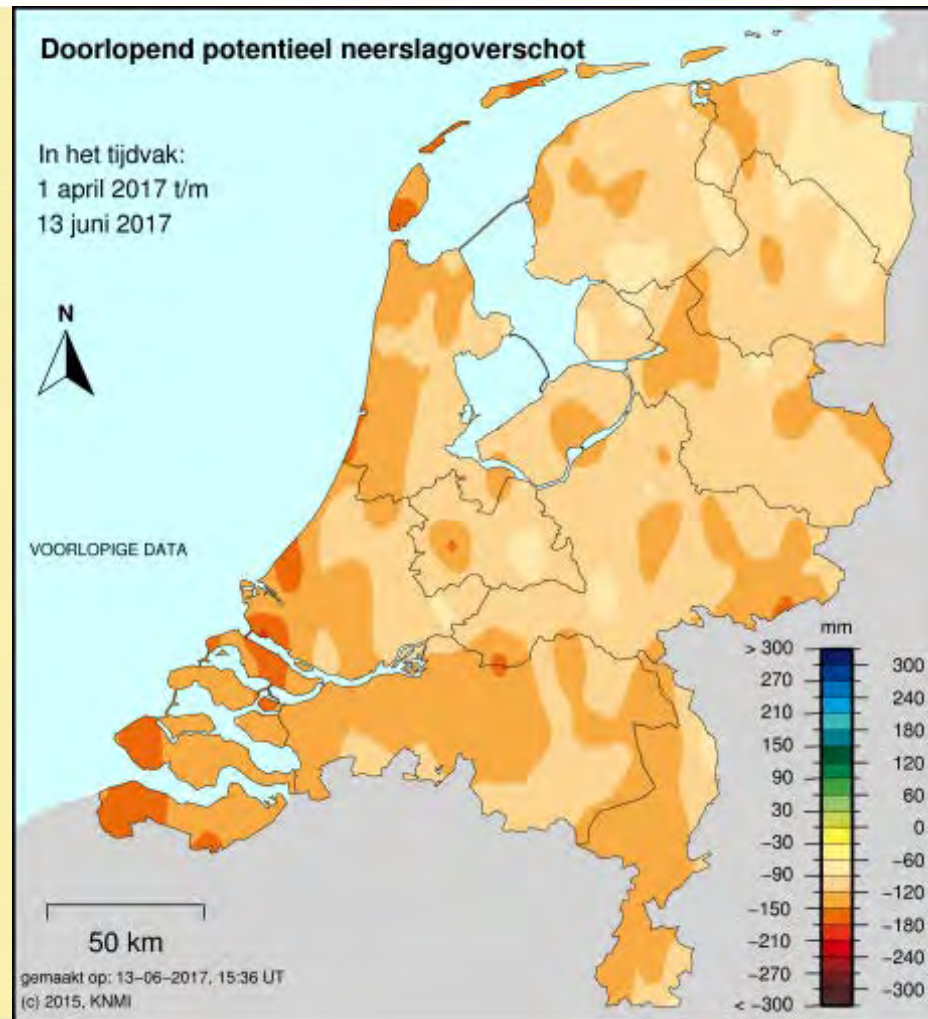 Doorlopend potentieel neerslagoverschot
In het tijdvak:
1 april 2017 t/m
13 juni 2017
N
VOORLOPIGE DATA
mm
> 300
300
270
240
210
180
150
120
90
60
30
0
−30
−60
−90
−120
−150
−180
−210
−240
−270
−300
< −300
50 km
gemaakt op: 13−06−2017, 15:36 UT
(c) 2015, KNMI